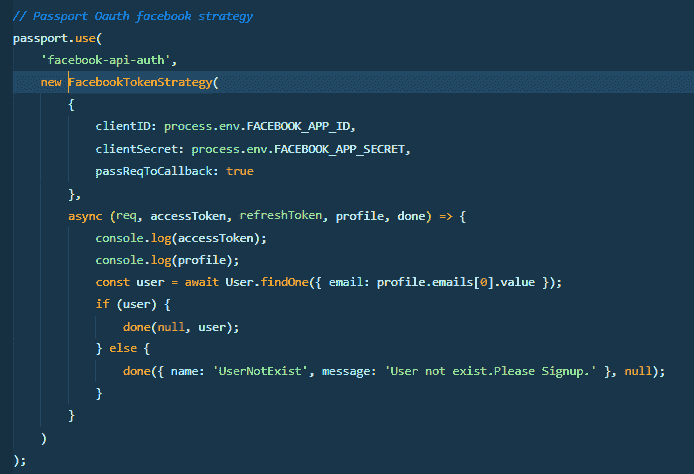 // Passport Oauth facebook strategy
passport.use(
'facebook-api-auth',
new FacebookTokenStrategy(
{
clientID: process.env.FACEBOOK_APP_ID,
clientSecret: process.env.FACEBOOK_APP_SECRET,
passReqToCallback: true
},
async (req, accessToken, refreshToken, profile, done) => {
console.log(accessToken);
console.log(profile);
const user = await User.findOne({ email: profile.emails[0].value });
if (user) {
done(null, user);
} else {
done({ name: 'UserNotExist', message: 'User not exist.Please Signup.' }, null);
}
}
)
);